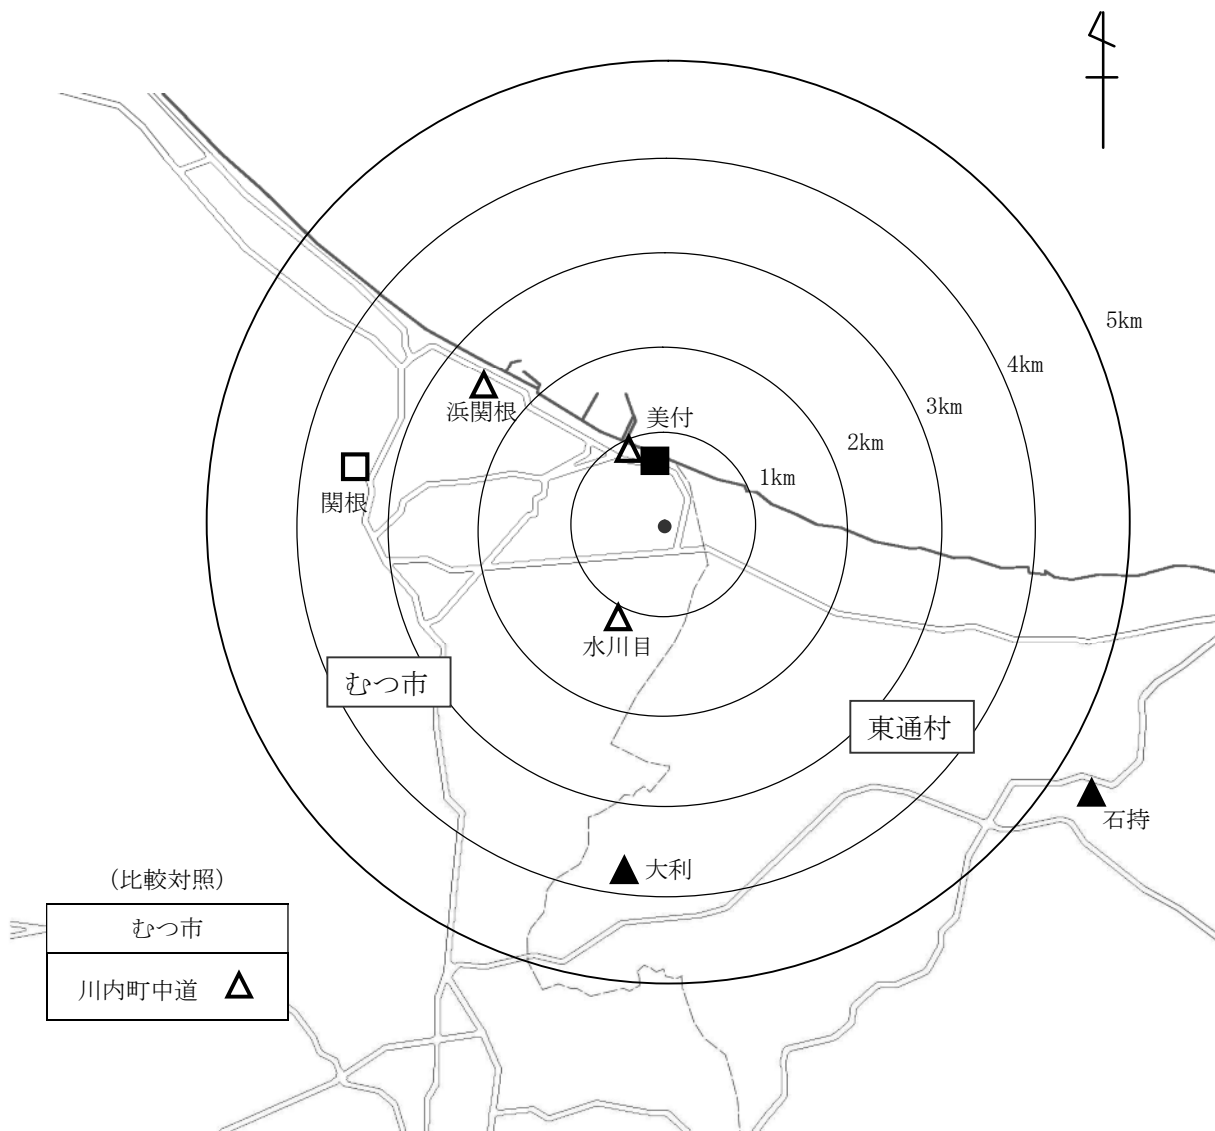 5km
4km
3km
2km
1km
美付
浜関根
関根
水川目
むつ市
東通村
石持
大利
(比較対照)
むつ市
川内町中道